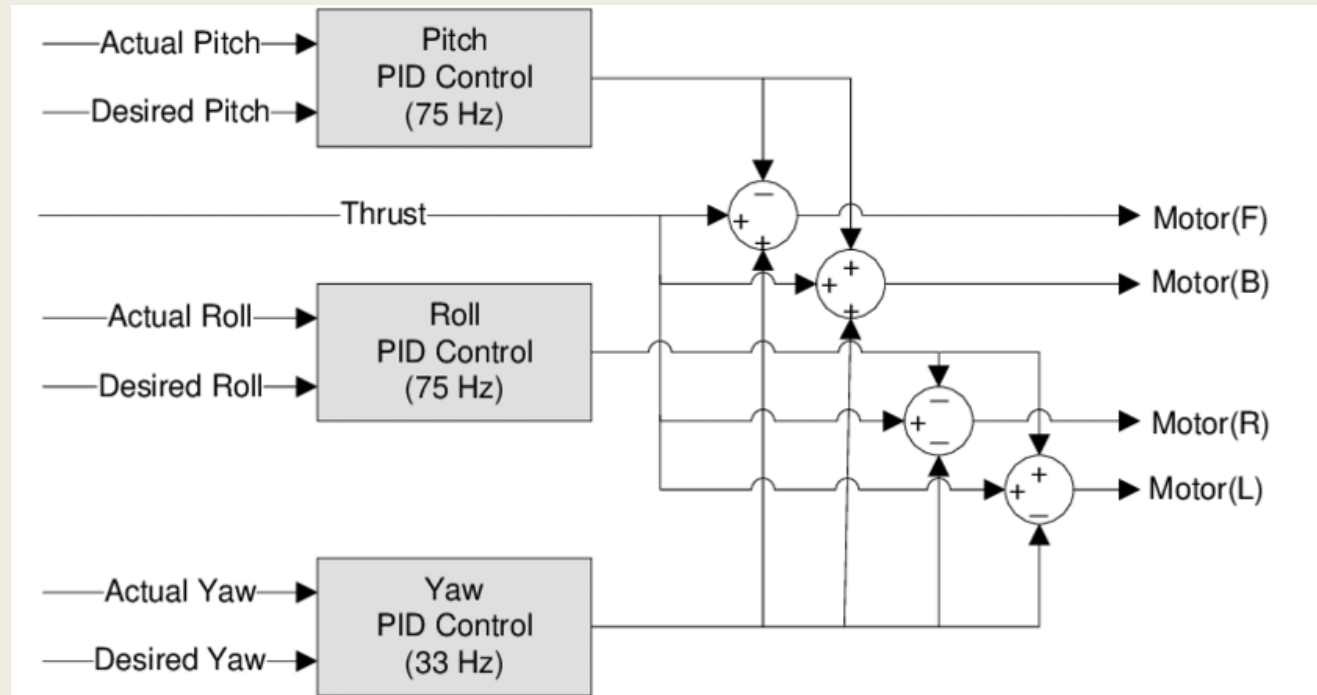 Actual Pitch
Desired Pitch
Pitch
PID Control
(75 Hz)
Thrust
Actual Roll
Desired Roll
Roll
PID Control
(75 Hz)
Actual Yaw
Desired Yaw
Yaw
PID Control
(33 Hz)
−
+
+
Motor(F)
+
+
+
Motor(B)
−
+
−
Motor(R)
+
+
−
Motor(L)